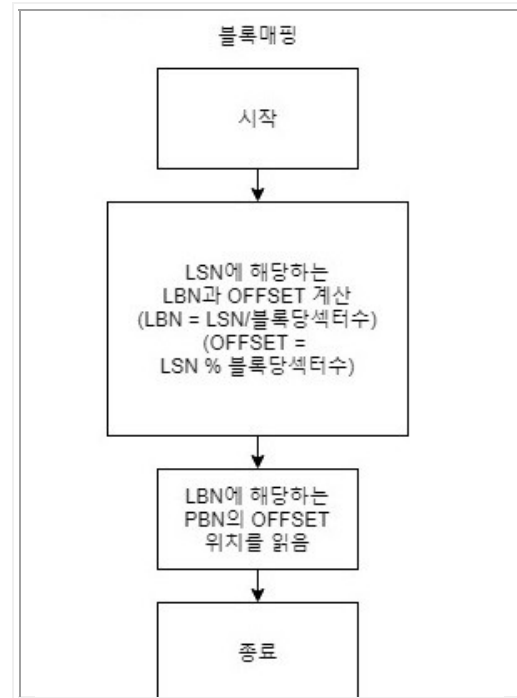 블록매핑
시작
LSN에 해당하는
LBN과 OFFSET 계산
(LBN = LSN/블록당섹터수)
(OFFSET =
LSN % 블록당섹터수)
LBN에 해당하는
PBN의 OFFSET
위치를 읽음
종료